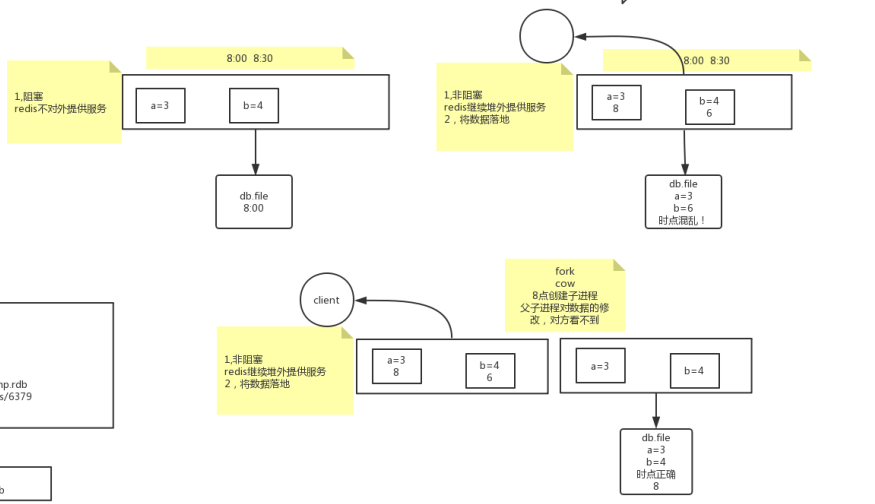 8:00 8:30
1,阻塞
redis不对外提供服务
a=3
b=4
db.file
8:00
8:00 8:30
1,非阻塞
redis继续堆外提供服务
2，将数据落地
a=3
8
b=4
6
db.file
a=3
b=6
时点混乱！
client
fork
cow
8点创建子进程
父子进程对数据的修
改，对方看不到
1,非阻塞
redis继续堆外提供服务
2，将数据落地
a=3
8
b=4
6
a=3
b=4
db.file
a=3
b=4
时点正确
8
np.rdb
s/6379
b